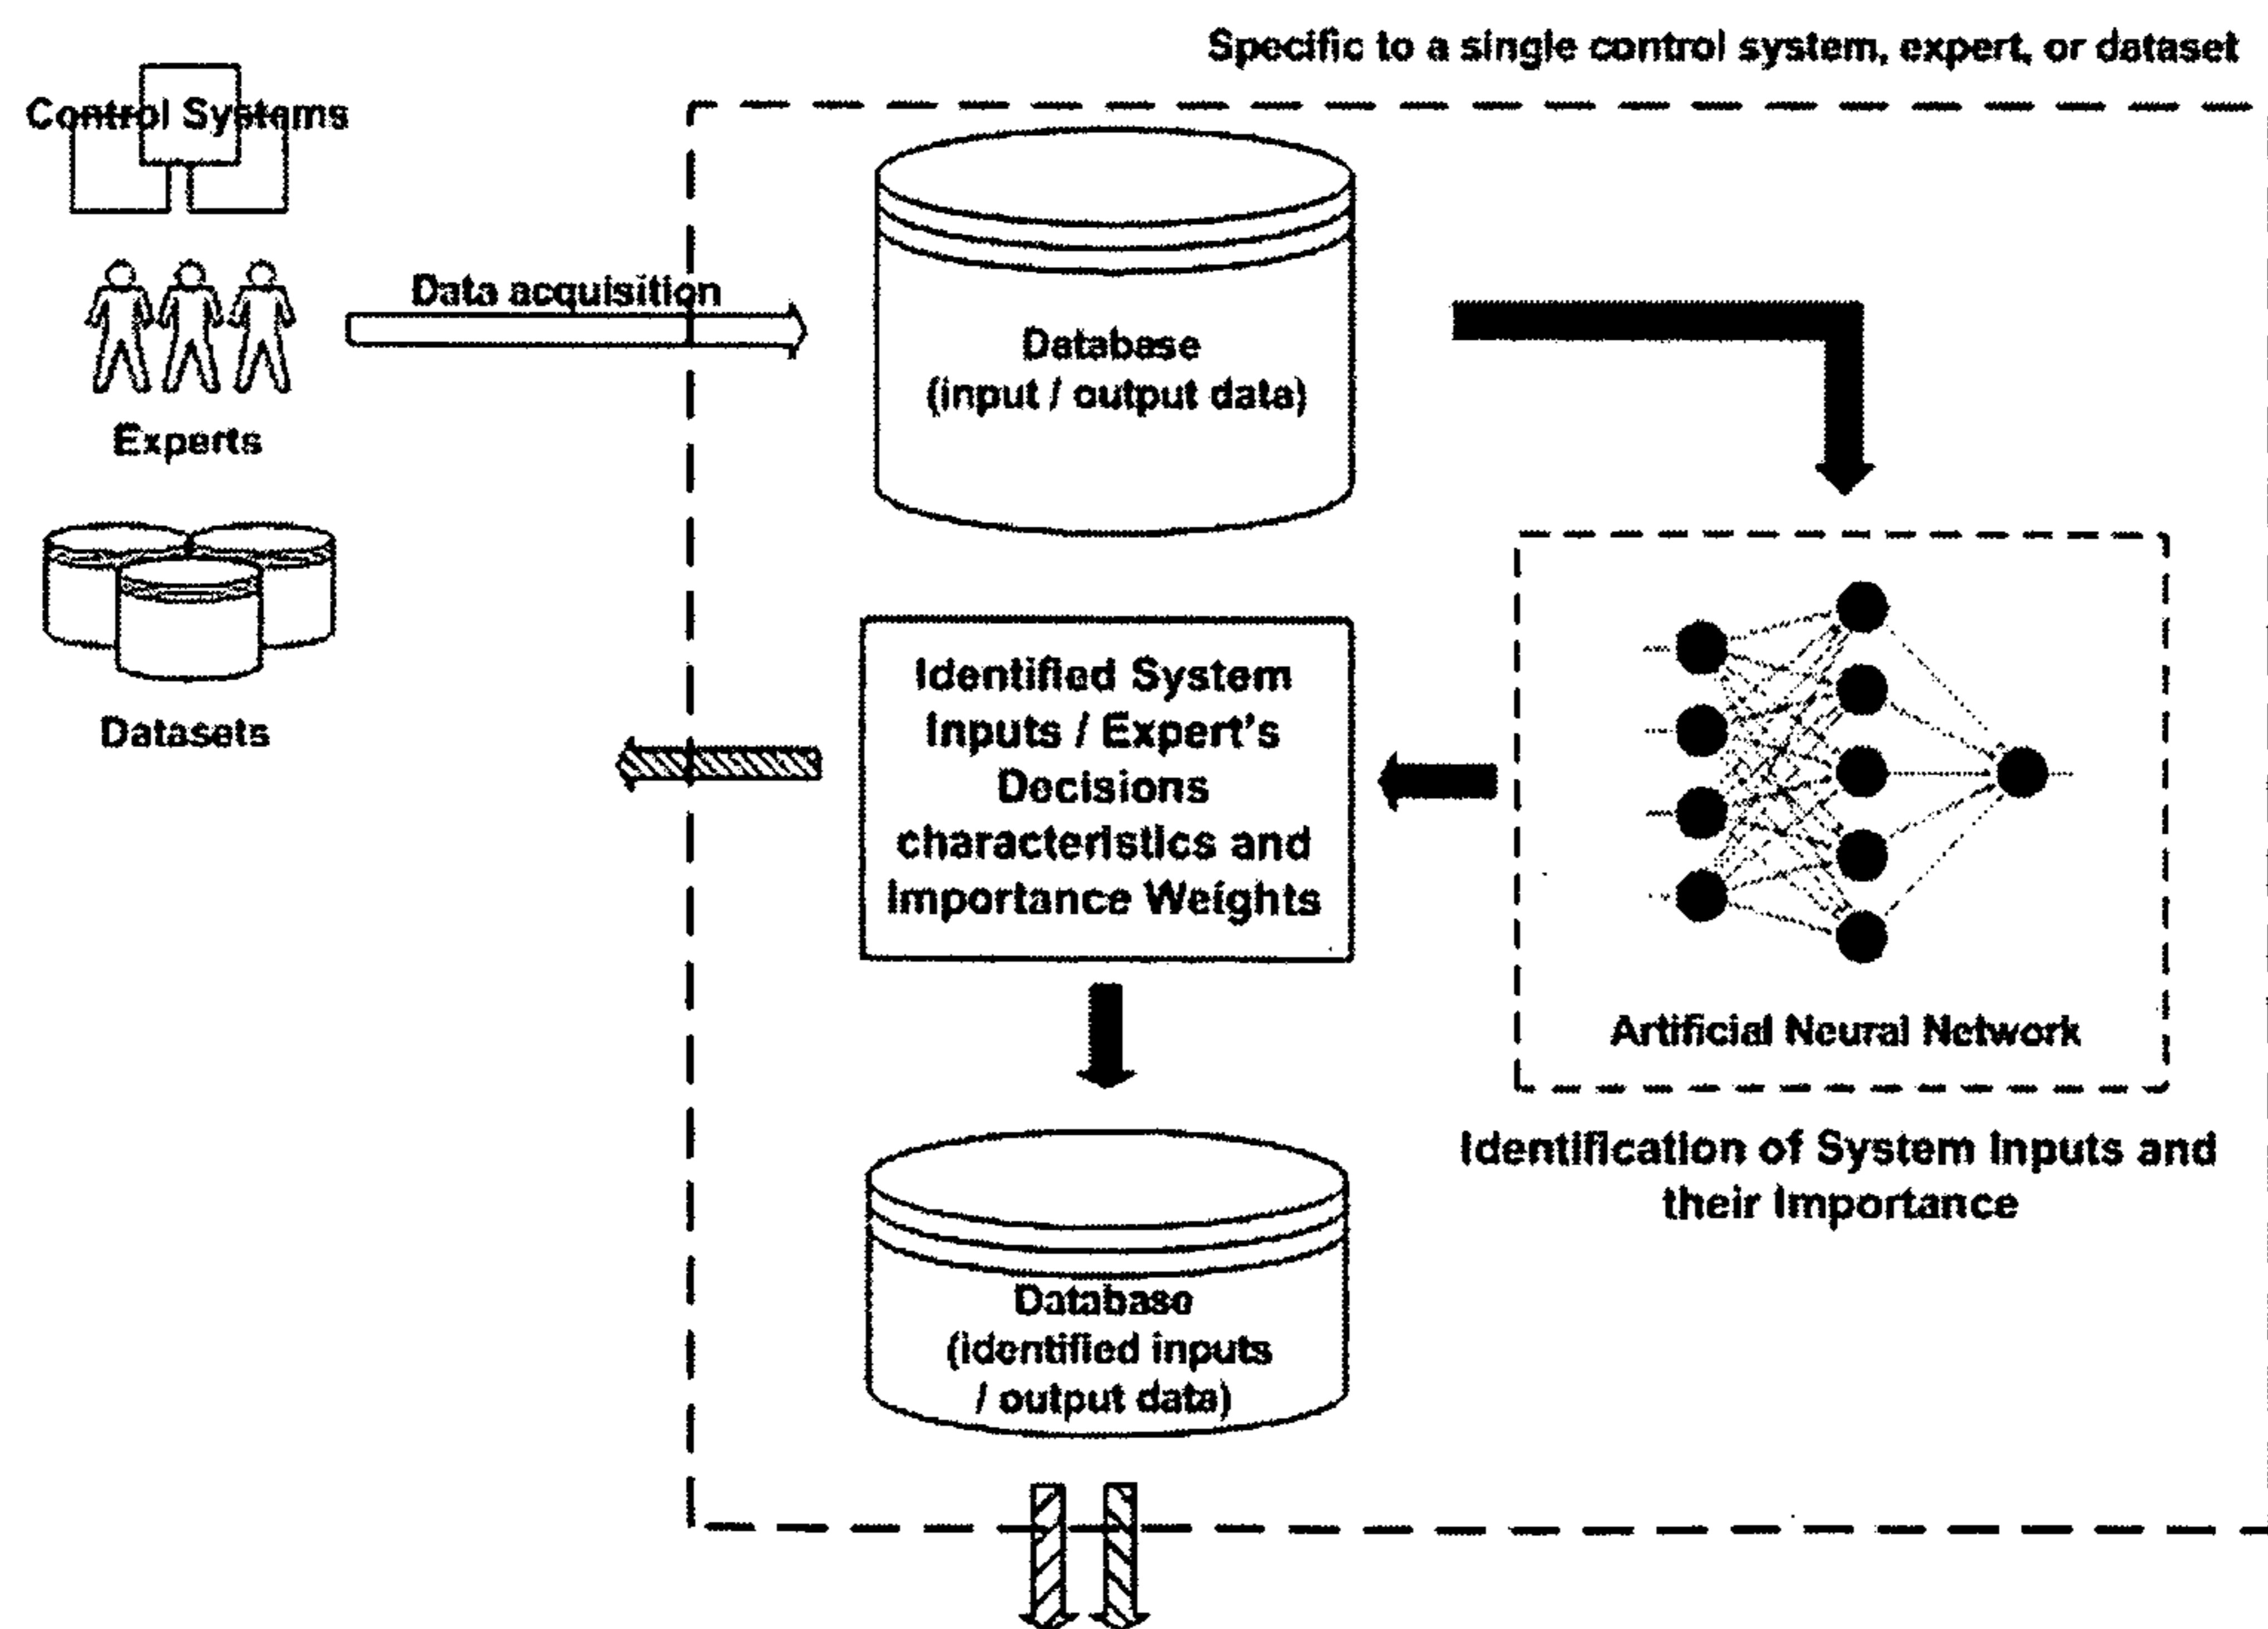 Specific to a single control system, expert, or dataset
Control Systems
Data acquisition
Experts
Datasets
Database
(input / output data)
Identified System
Inputs / Expert's
Decisions
characteristics and
Importance Weights
Artificial Neural Network
Identification of System Inputs and
their Importance
Database
(identified inputs
/ output data)